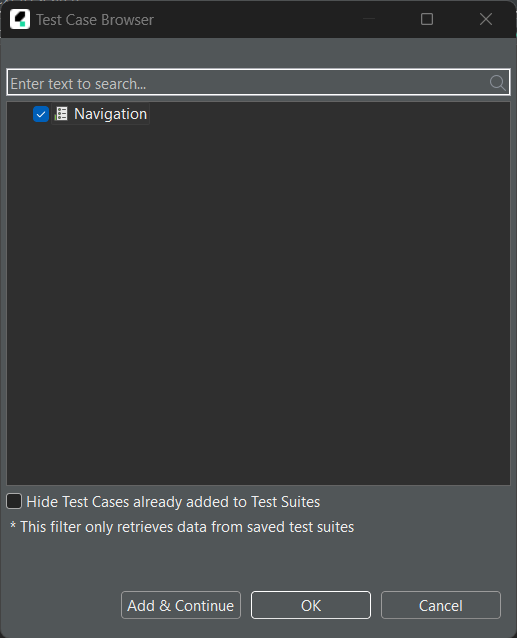 Test Case Browser
Enter text to search...
Navigation
Hide Test Cases already added to Test Suites
* This filter only retrieves data from saved test suites
Add & Continue OK Cancel